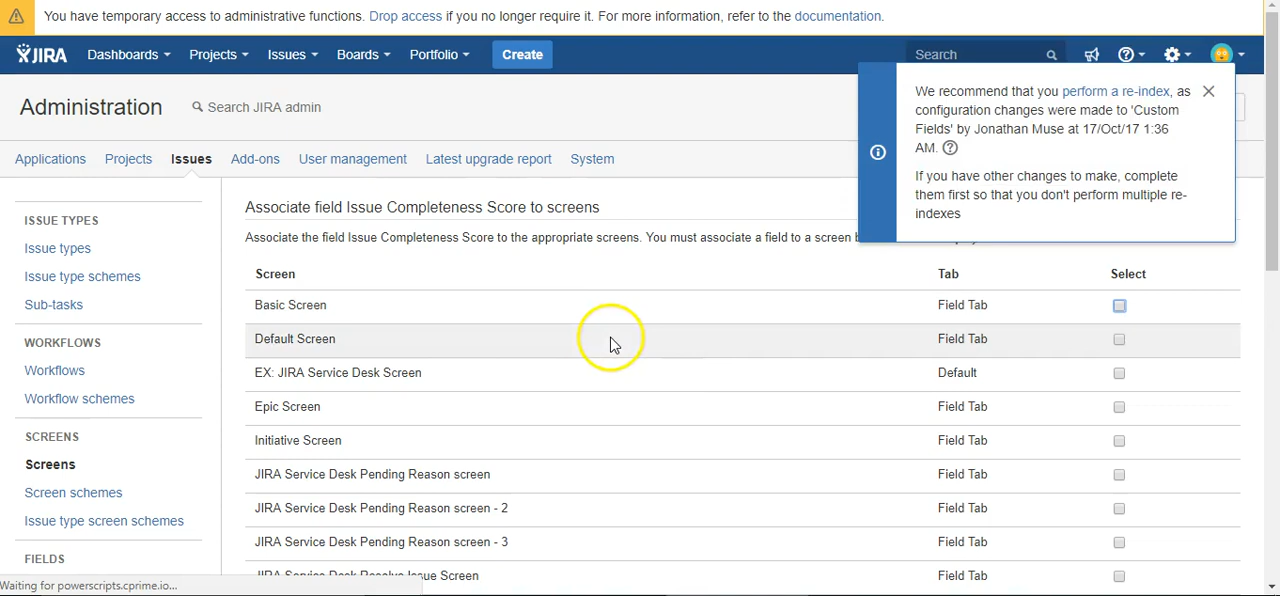 You have temporary access to administrative functions. Drop access if you no longer require it. For more information, refer to the documentation.
JIRA Dashboards Projects Issues Boards Portfolio Create Search
Administration Search JIRA admin
We recommend that you perform a re-index, as
configuration changes were made to 'Custom
Fields' by Jonathan Muse at 17/Oct/17 1:36
AM.
If you have other changes to make, complete
them first so that you don't perform multiple re-
indexes
Applications Projects Issues Add-ons User management Latest upgrade report System
ISSUE TYPES
Issue types
Issue type schemes
Sub-tasks
WORKFLOWS
Workflows
Workflow schemes
SCREENS
Screens
Screen schemes
Issue type screen schemes
FIELDS
Associate field Issue Completeness Score to screens
Associate the field Issue Completeness Score to the appropriate screens. You must associate a field to a screen
Screen Tab Select
Basic Screen Field Tab
Default Screen Field Tab
EX: JIRA Service Desk Screen Default
Epic Screen Field Tab
Initiative Screen Field Tab
JIRA Service Desk Pending Reason screen Field Tab
JIRA Service Desk Pending Reason screen - 2 Field Tab
JIRA Service Desk Pending Reason screen - 3 Field Tab
JIRA Service Desk Resolve Issue Screen Field Tab
Waiting for powerscripts.cprime.io...